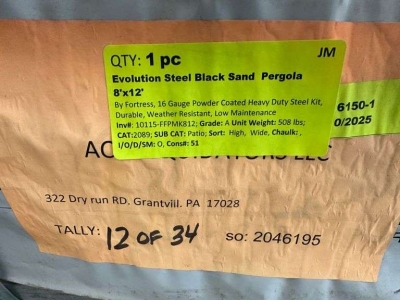 QTY: 1 pc JM
Evolution Steel Black Sand Pergola
8'x12'
By Fortress, 16 Gauge Powder Coated Heavy Duty Steel Kit,
Durable, Weather Resistant, Low Maintenance
Inv#: 10115-FFPMK812; Grade: A Unit Weight: 508 lbs;
CAT:2089; SUB CAT: Patio; Sort: High, Wide, Chaulk: ,
I/O/D/SM: O, Cons#: 51
6150-1
0/2025
322 Dry run RD. Grantvill. PA 17028
TALLY: 12 OF 34 so: 2046195